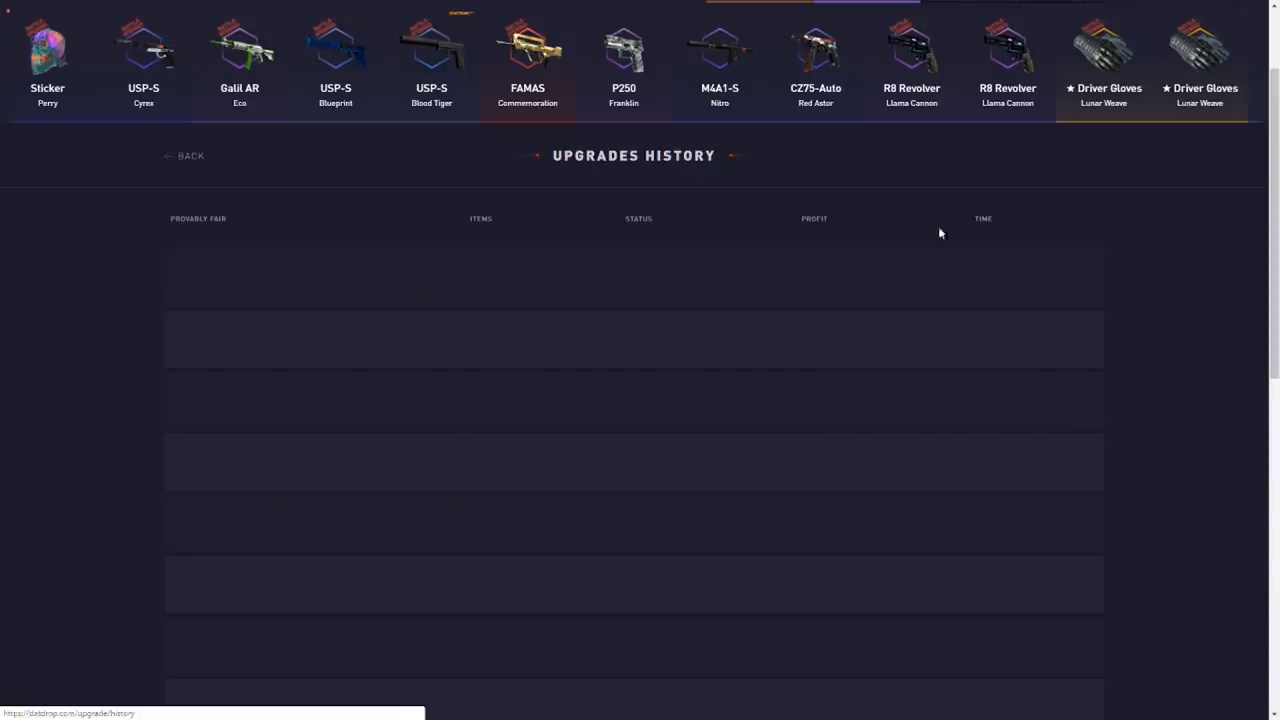 Sticker
Perry
USP-S
Cyrex
Galil AR
Eco
USP-S
Blueprint
USP-S
Blood Tiger
FAMAS
Commemoration
P250
Franklin
M4A1-S
Nitro
CZ75-Auto
Red Astor
R8 Revolver
Llama Cannon
R8 Revolver
Llama Cannon
★ Driver Gloves
Lunar Weave
★ Driver Gloves
Lunar Weave
← BACK
UPGRADES HISTORY
PROVABLY FAIR
ITEMS
STATUS
PROFIT
TIME
https://datdrop.com/upgrade/history